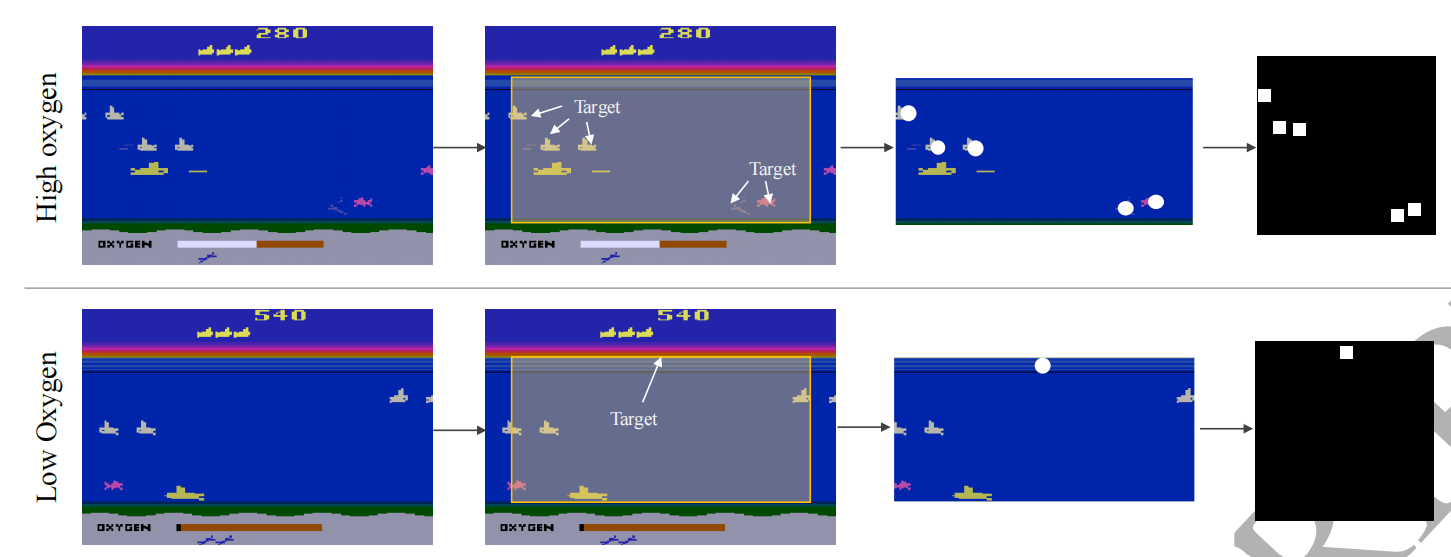 High oxygen
280
OXYGEN
280
Target
Target
OXYGEN
Low Oxygen
540
OXYGEN
540
Target
OXYGEN